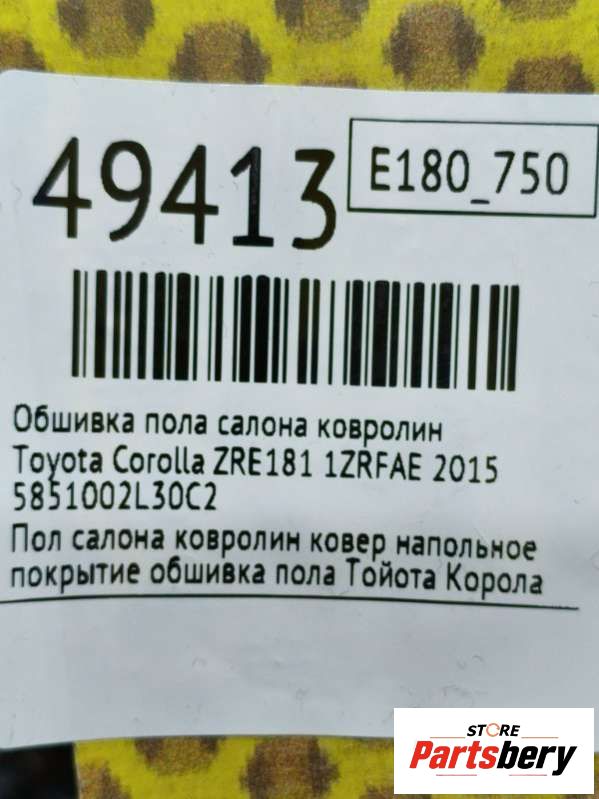 49413
E180_750
Обшивка пола салона ковролин
Toyota Corolla ZRE181 1ZRFAE 2015
5851002L30C2
Пол салона ковролин ковер напольное
покрытие обшивка пола Тойота Корола
STORE
Partsbery